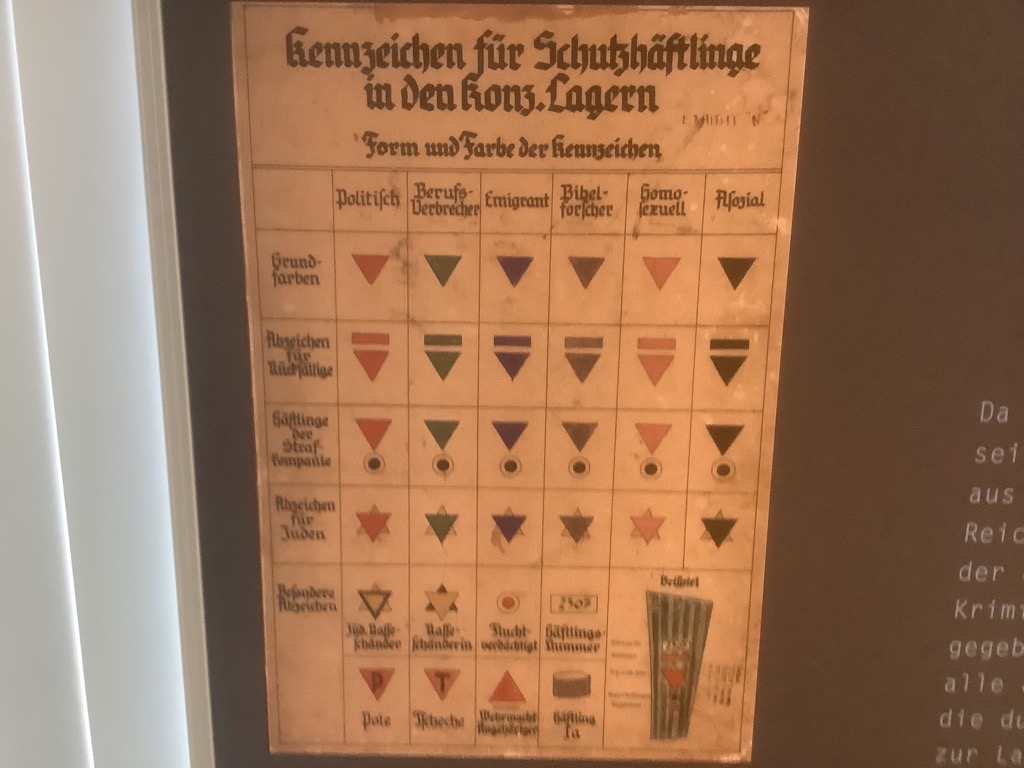 Kennzeichen für Schutzhäftlinge
in den Konz.Lagern
Form und Farbe der Kennzeichen
Politisch
Berufs-
Verbrecher
Emigrant
Bibel-
forscher
Homo-
sexuell
Asozial
Grund-
farben
Abzeichen
für
Rückfällige
Häftlinge
der
Straf-
kompanie
Abzeichen
für
Juden
Besondere
Abzeichen
Jüd. Rasse-
schänder
Rasse-
schänderin
Flucht-
verdächtigt
2307
Häftlings-
Nummer
Beispiel
P
Pole
T
Tscheche
Wehrmacht
Angehöriger
Häftling
Ia
Da
sei
aus
Reic
der
Krimi
gegeb
alle
die du
zur La